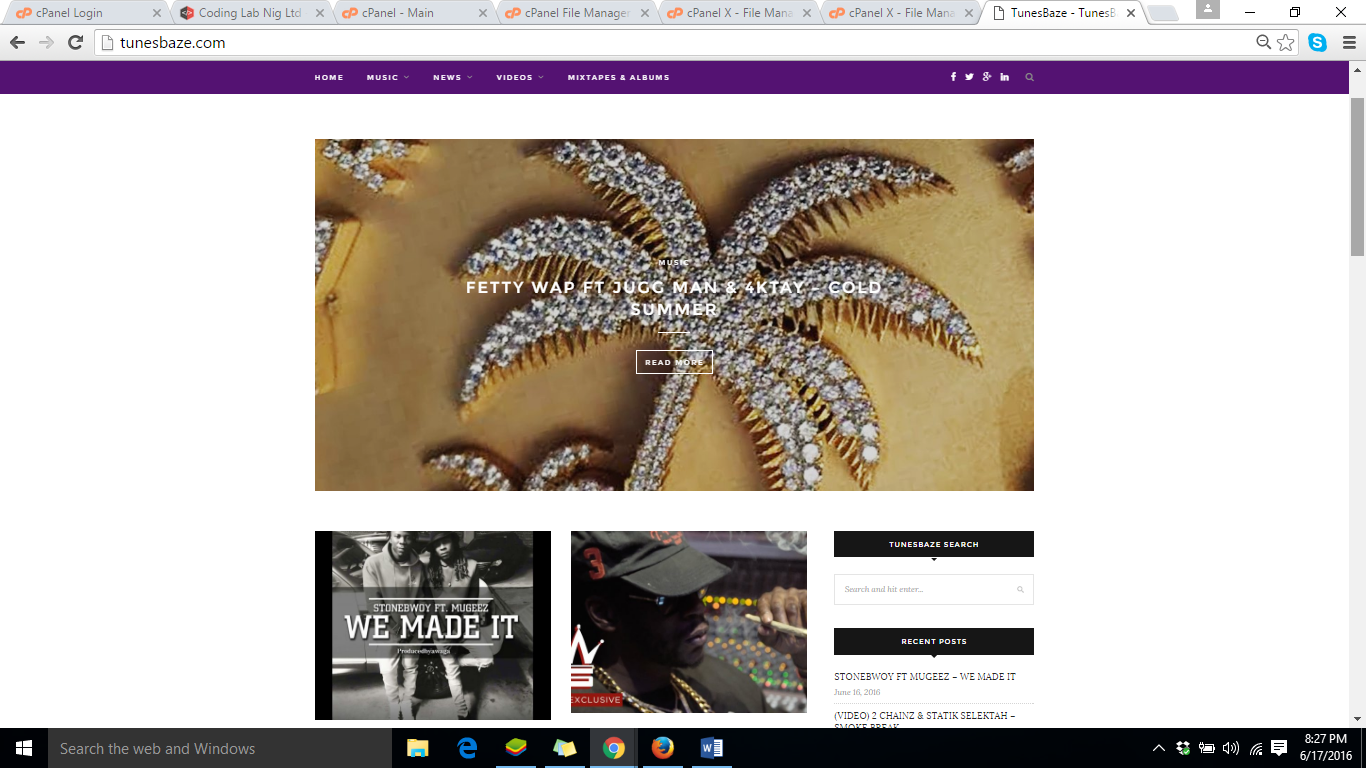 cPanel Login
Coding Lab Nig Ltd
cPanel - Main
cPanel File Manager
cPanel X - File Mana
cPanel X - File Mana
TunesBaze - TunesB
tunesbaze.com
HOME
MUSIC
NEWS
VIDEOS
MIXTAPES & ALBUMS
MUSIC
FETTY WAP FT JUGG MAN & 4KTAY – COLD
SUMMER
READ MORE
STONEBWOY FT. MUGEEZ
WE MADE IT
Producedbyawaga
3
EXCLUSIVE
TUNESBAZE SEARCH
Search and hit enter...
RECENT POSTS
STONEBWOY FT MUGEEZ – WE MADE IT
June 16, 2016
(VIDEO) 2 CHAINZ & STATIK SELEKTAH –
SMOKE BREAK
Search the web and Windows
8:27 PM
6/17/2016